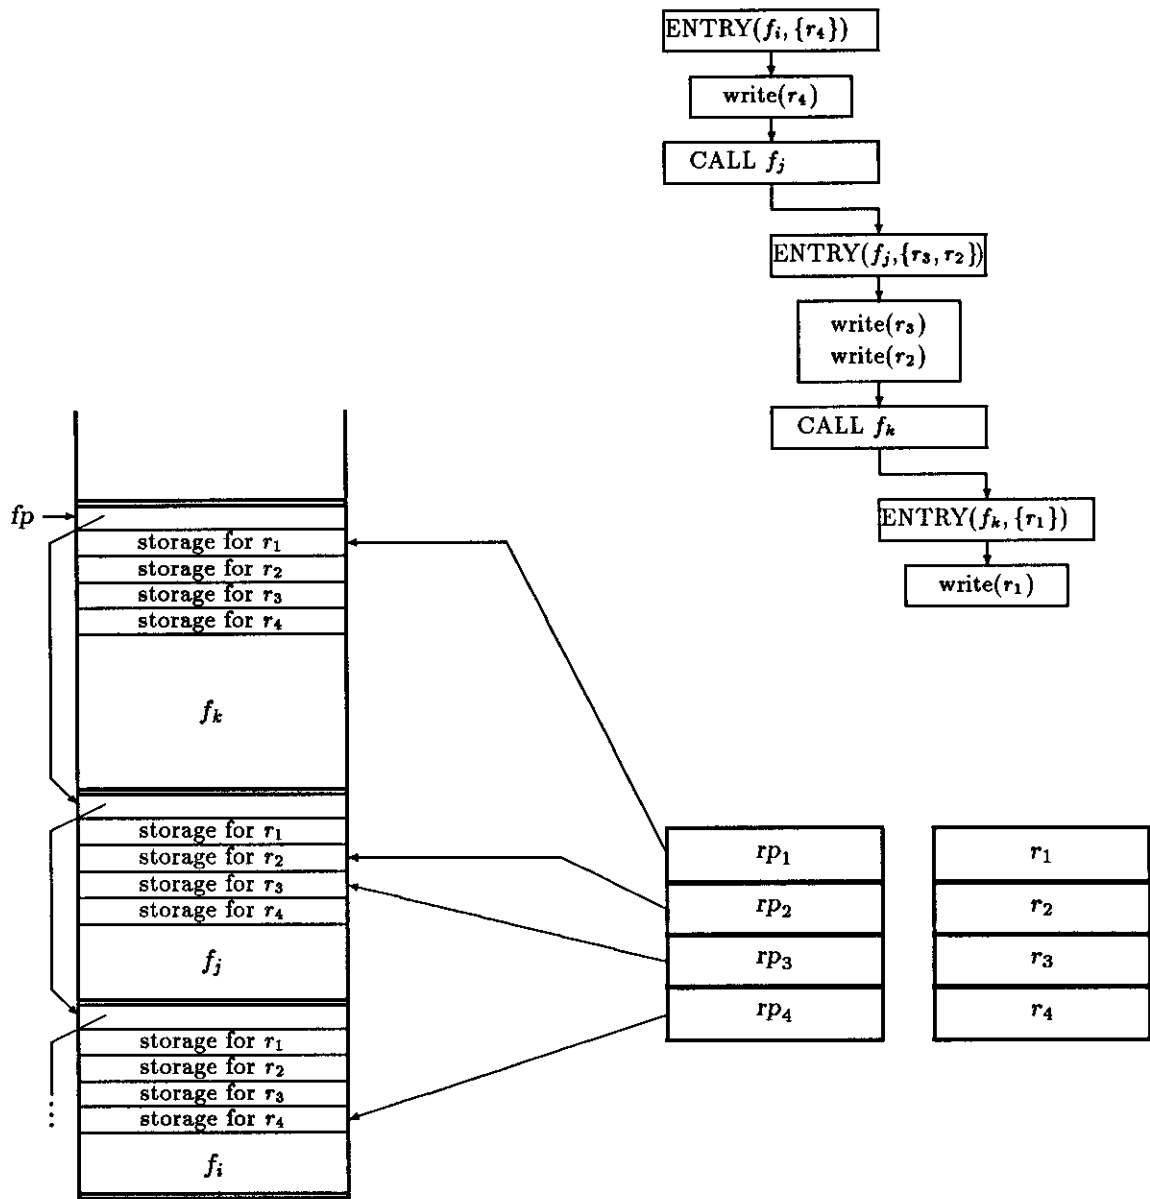 ENTRY(f_i, {r_4})
write(r_4)
CALL f_j
ENTRY(f_j,{r_3, r_2})
write(r_3)
write(r_2)
CALL f_k
ENTRY(f_k, {r_1})
write(r_1)
fp
storage for r_1
storage for r_2
storage for r_3
storage for r_4
f_k
storage for r_1
storage for r_2
storage for r_3
storage for r_4
f_j
storage for r_1
storage for r_2
storage for r_3
storage for r_4
f_i
rp_1
rp_2
rp_3
rp_4
r_1
r_2
r_3
r_4